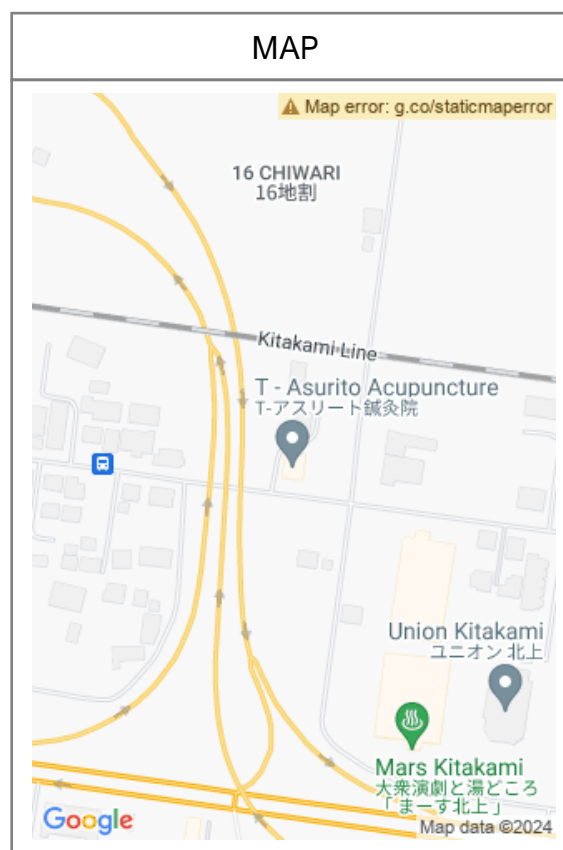 MAP
Map error: g.co/staticmaperror
16 CHIWARI
16地割
Kitakami Line
T - Asurito Acupuncture
T-アスリート鍼灸院
Union Kitakami
ユニオン 北上
Mars Kitakami
大衆演劇と湯どころ
「 まーす北上 」
Google
Map data ©2024